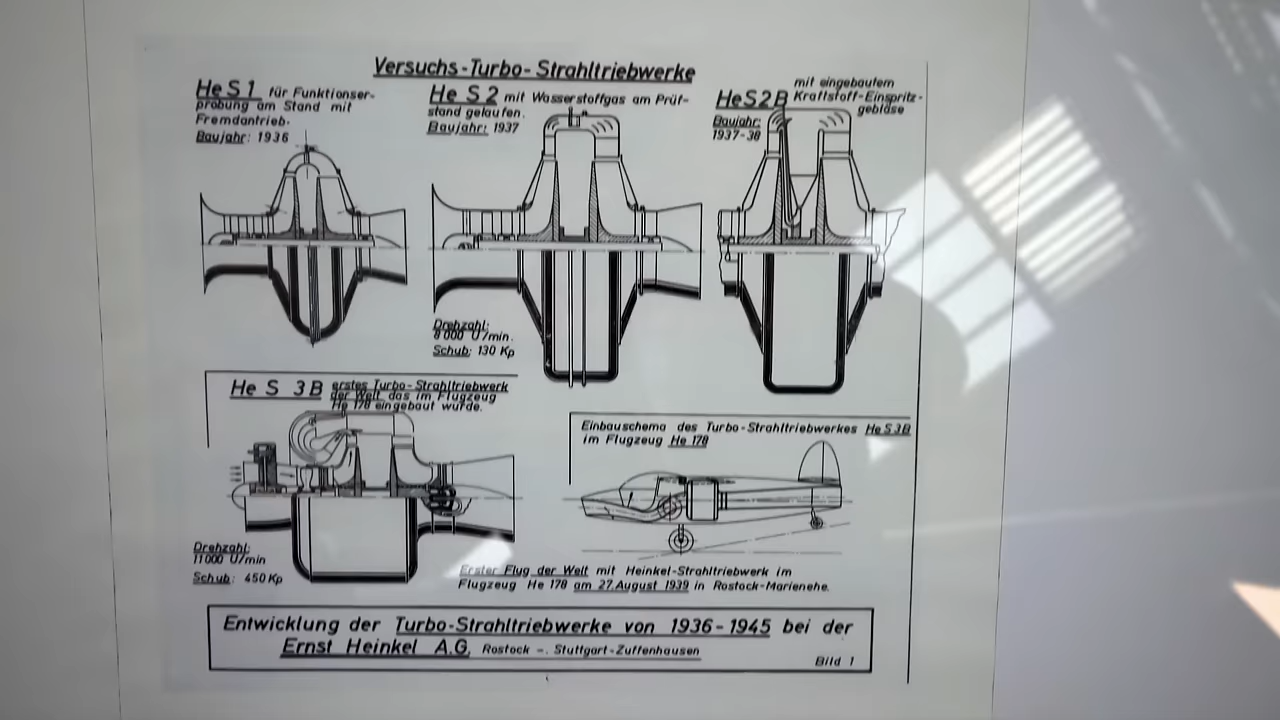 Versuchs-Turbo-Strahltriebwerke
He S 1 für Funktionser-
probung am Stand mit
Fremdantrieb.
Baujahr: 1936
He S 2 mit Wasserstoffgas am Prüf-
stand gelaufen.
Baujahr: 1937
He S 2B mit eingebautem
Kraftstoff-Einspritz-
gebläse
Baujahr:
1937-38
Drehzahl:
8000 U/min.
Schub: 130 Kp
He S 3B erstes Turbo-Strahltriebwerk
der Welt das im Flugzeug
He 178 eingebaut wurde.
Drehzahl:
11000 U/min
Schub: 450 Kp
Einbauschema des Turbo-Strahltriebwerkes He S 3B
im Flugzeug He 178
Erster Flug der Welt mit Heinkel-Strahltriebwerk im
Flugzeug He 178 am 27.August 1939 in Rostock-Marienehe.
Entwicklung der Turbo-Strahltriebwerke von 1936-1945 bei der
Ernst Heinkel A.G. Rostock -. Stuttgart-Zuffenhausen
Bild 1